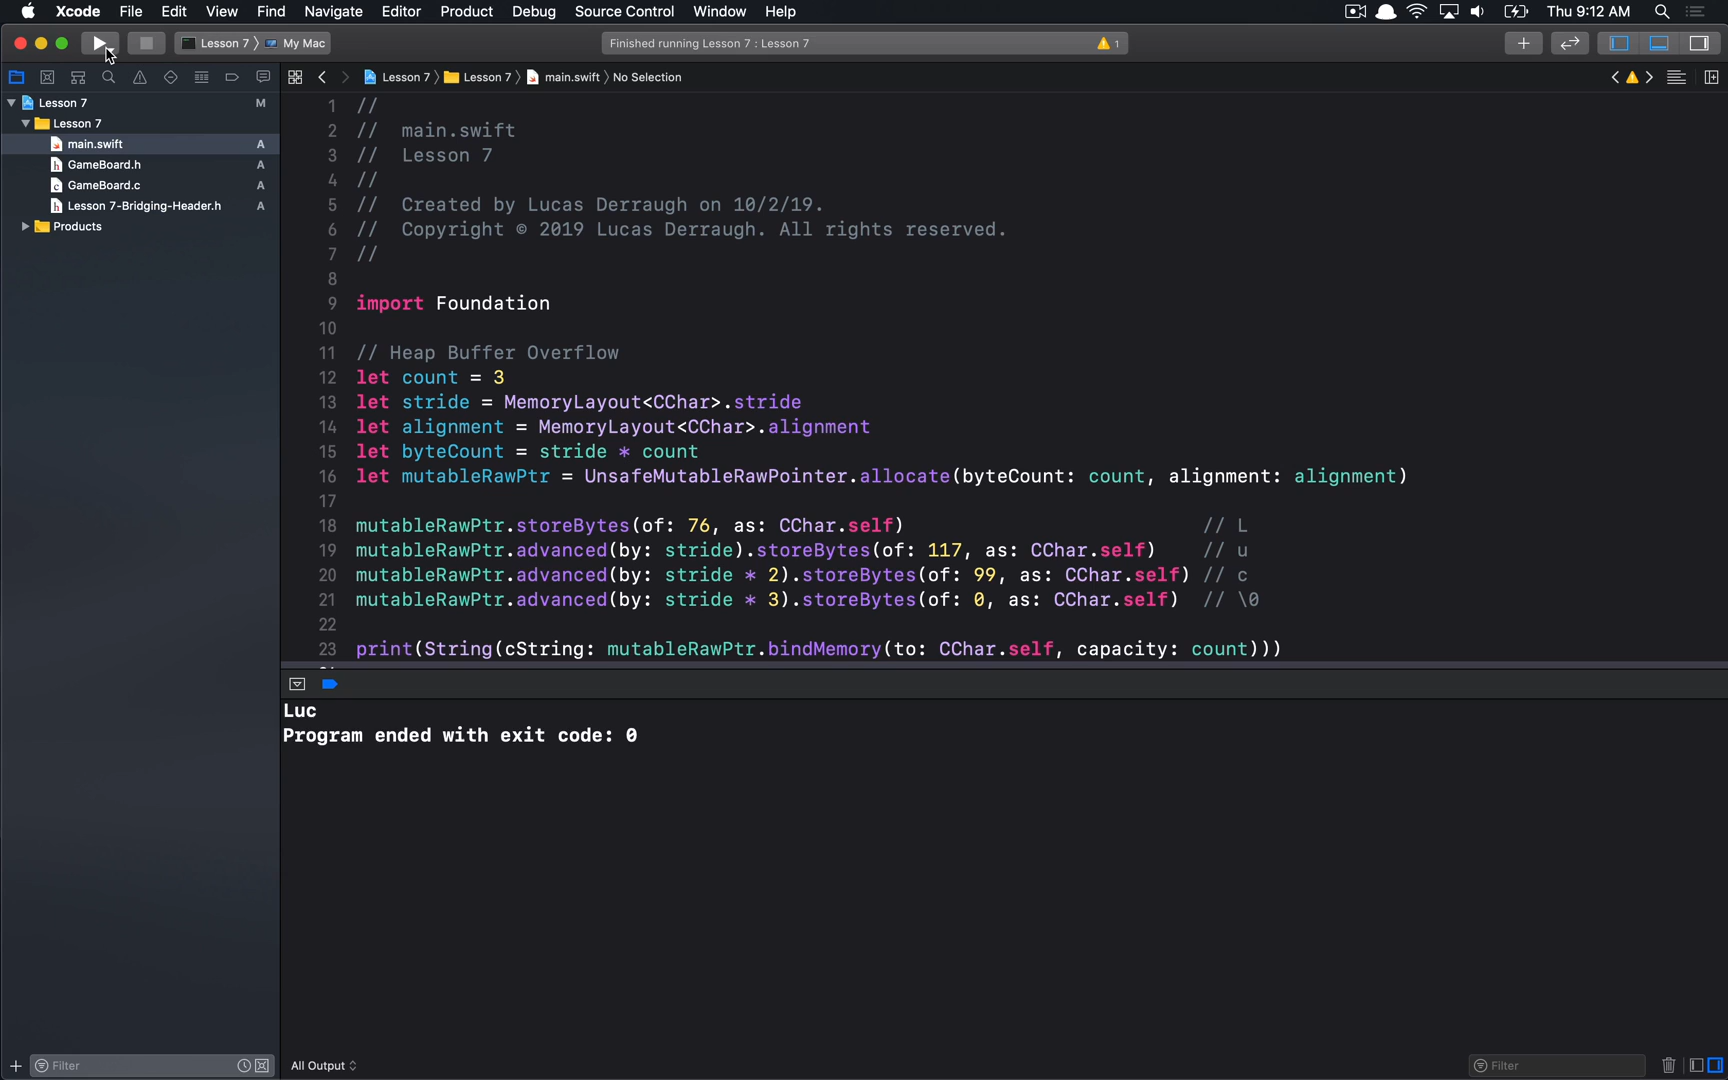 Xcode File Edit View Find Navigate Editor Product Debug Source Control Window Help Thu 9:12 AM
Lesson 7 〉 My Mac Finished running Lesson 7 : Lesson 7 1
Lesson 7 〉 Lesson 7 〉 main.swift 〉 No Selection
Lesson 7 M
Lesson 7
main.swift A
GameBoard.h A
GameBoard.c A
Lesson 7-Bridging-Header.h A
Products
1 //
2 //  main.swift
3 //  Lesson 7
4 //
5 //  Created by Lucas Derraugh on 10/2/19.
6 //  Copyright © 2019 Lucas Derraugh. All rights reserved.
7 //
8
9 import Foundation
10
11 // Heap Buffer Overflow
12 let count = 3
13 let stride = MemoryLayout<CChar>.stride
14 let alignment = MemoryLayout<CChar>.alignment
15 let byteCount = stride * count
16 let mutableRawPtr = UnsafeMutableRawPointer.allocate(byteCount: count, alignment: alignment)
17
18 mutableRawPtr.storeBytes(of: 76, as: CChar.self) // L
19 mutableRawPtr.advanced(by: stride).storeBytes(of: 117, as: CChar.self) // u
20 mutableRawPtr.advanced(by: stride * 2).storeBytes(of: 99, as: CChar.self) // c
21 mutableRawPtr.advanced(by: stride * 3).storeBytes(of: 0, as: CChar.self) // \0
22
23 print(String(cString: mutableRawPtr.bindMemory(to: CChar.self, capacity: count)))
Luc
Program ended with exit code: 0
Filter All Output Filter